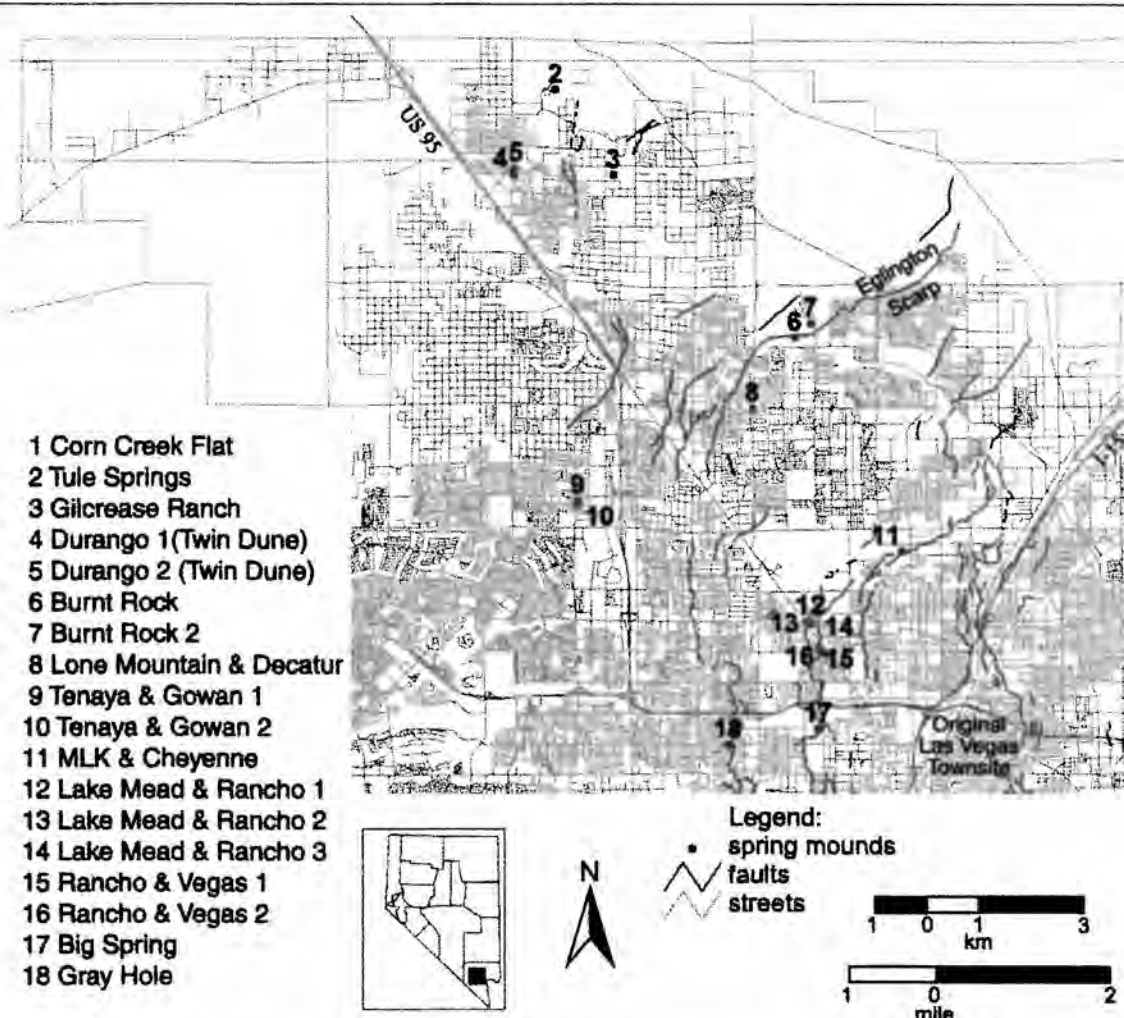 2
US 95
4 5
3
Eglington
Scarp
6 7
8
I-15
9
10
11
12
13 14
16 15
17
18
Original
Las Vegas
Townsite
1 Corn Creek Flat
2 Tule Springs
3 Gilcrease Ranch
4 Durango 1(Twin Dune)
5 Durango 2 (Twin Dune)
6 Burnt Rock
7 Burnt Rock 2
8 Lone Mountain & Decatur
9 Tenaya & Gowan 1
10 Tenaya & Gowan 2
11 MLK & Cheyenne
12 Lake Mead & Rancho 1
13 Lake Mead & Rancho 2
14 Lake Mead & Rancho 3
15 Rancho & Vegas 1
16 Rancho & Vegas 2
17 Big Spring
18 Gray Hole
N
Legend:
spring mounds
faults
streets
1 0 1 3
km
1 0 2
mile